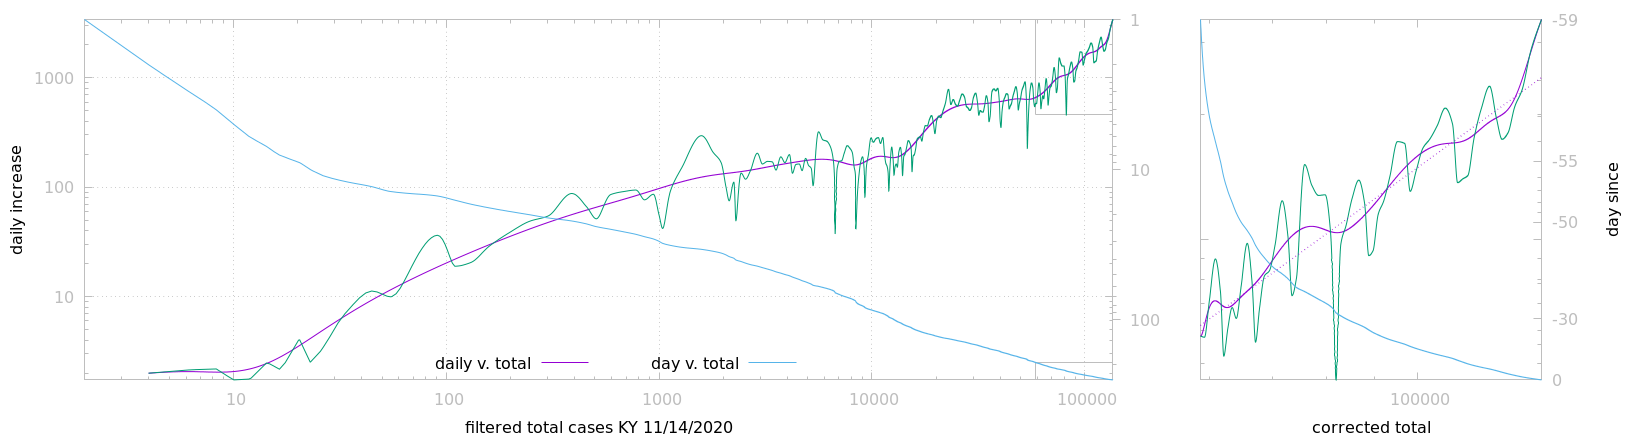 1000
100
10
daily increase
10
100
1000
10000
100000
filtered total cases KY 11/14/2020
daily v. total
day v. total
1
10
100
100000
corrected total
-59
-55
-50
-30
0
day since